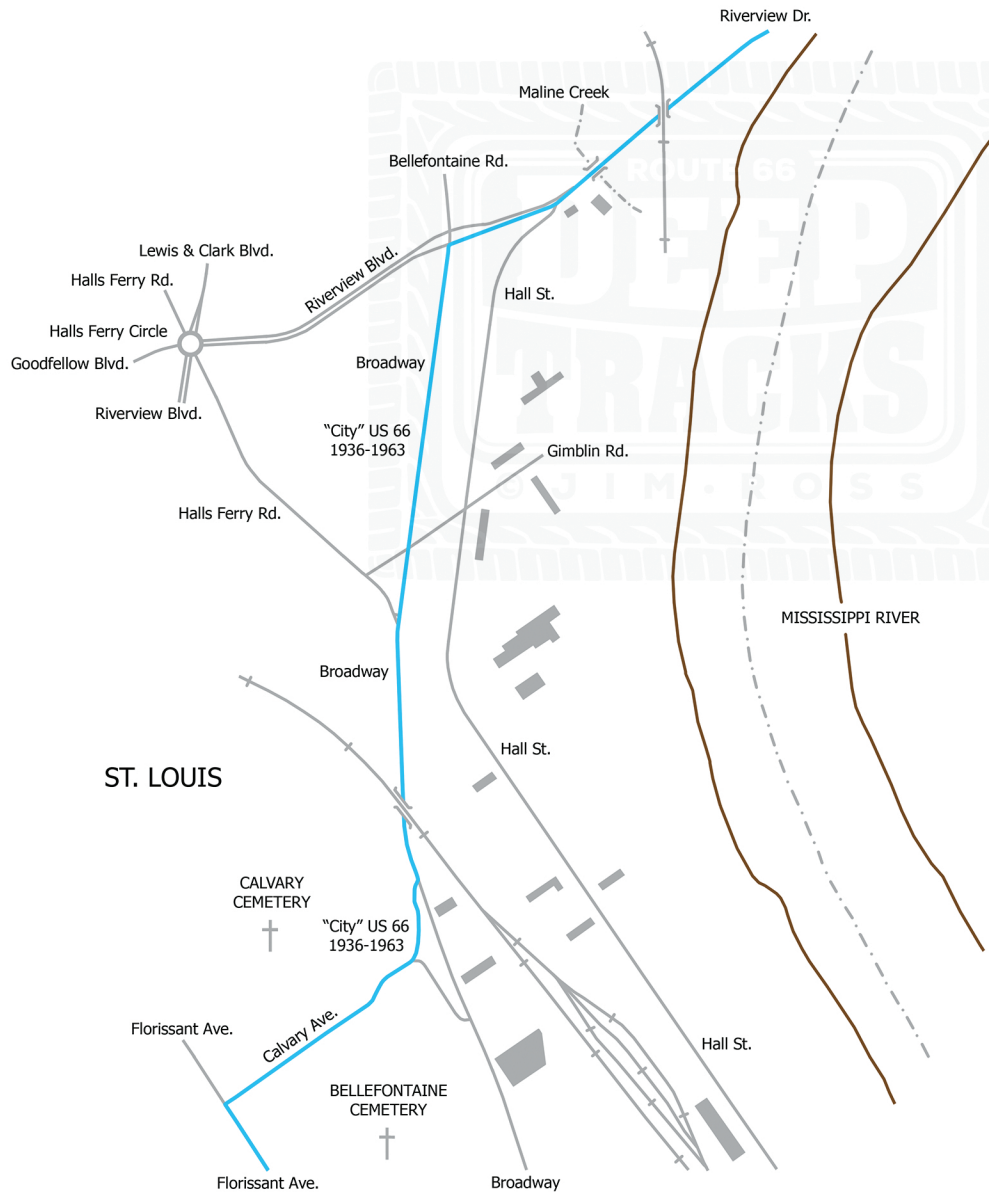 Riverview Dr.
Maline Creek
Bellefontaine Rd.
ROUTE 66
DEEP
TRACKS
© JIM·ROSS
Lewis & Clark Blvd.
Halls Ferry Rd.
Riverview Blvd.
Hall St.
Halls Ferry Circle
Goodfellow Blvd.
Broadway
Riverview Blvd.
“City” US 66
1936-1963
Gimblin Rd.
Halls Ferry Rd.
MISSISSIPPI RIVER
Broadway
Hall St.
ST. LOUIS
CALVARY
CEMETERY
“City” US 66
1936-1963
Florissant Ave.
Calvary Ave.
Hall St.
BELLEFONTAINE
CEMETERY
Florissant Ave.
Broadway